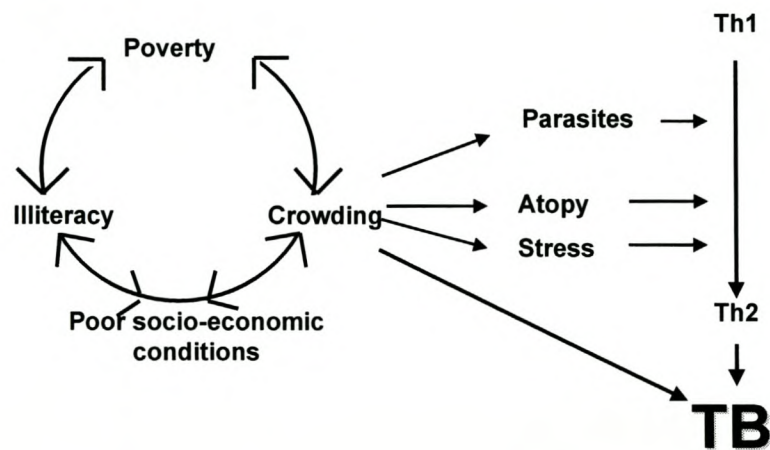 Th1
Poverty
Parasites
Illiteracy
Crowding
Atopy
Stress
Th2
Poor socio-economic
conditions
TB